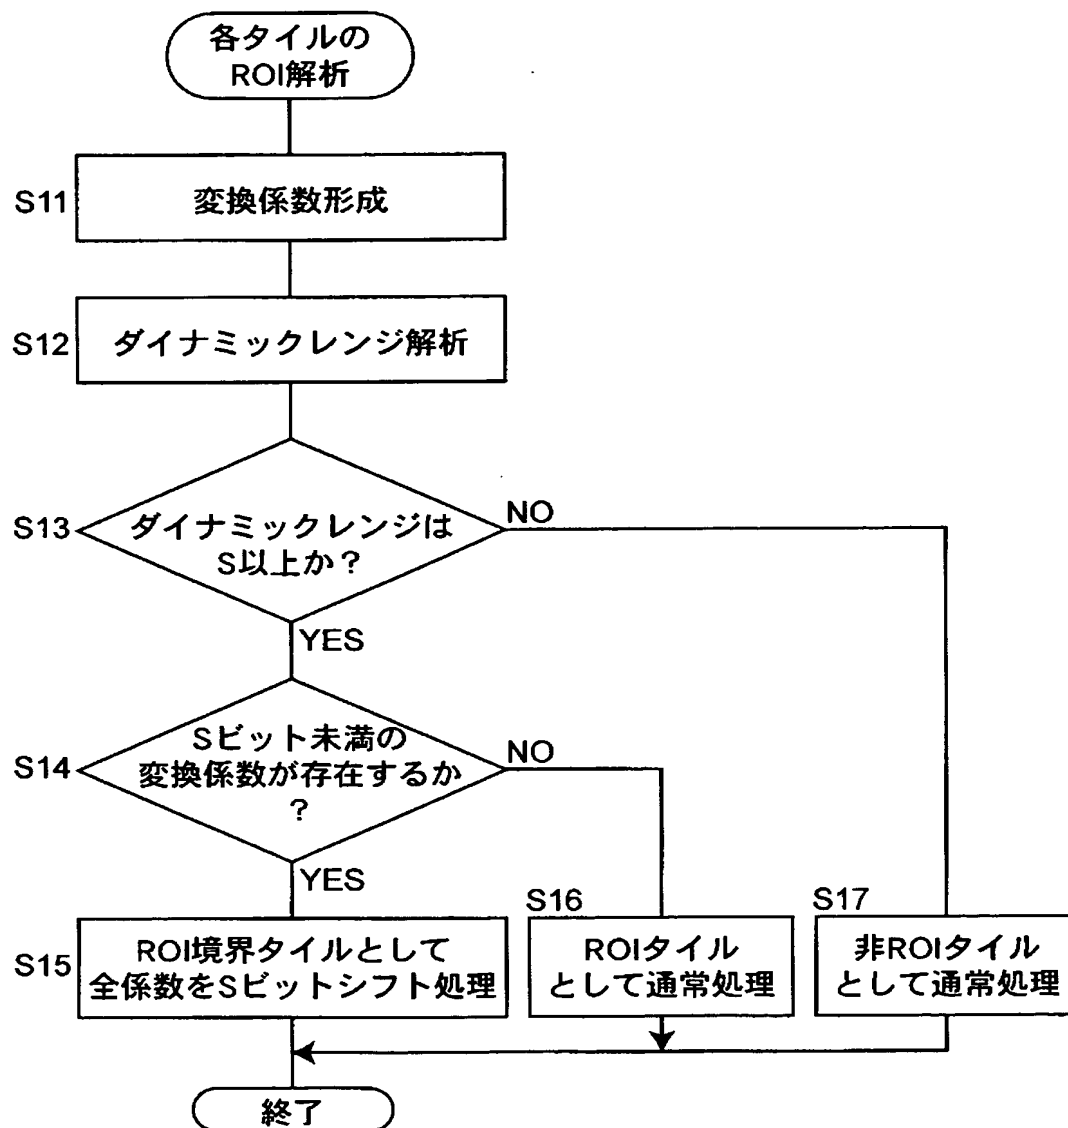 各タイルの
ROI解析
S11
変換係数形成
S12
ダイナミックレンジ解析
S13
ダイナミックレンジは
S以上か？
NO
YES
S14
Sビット未満の
変換係数が存在するか
？
NO
YES
S15
ROI境界タイルとして
全係数をSビットシフト処理
S16
ROIタイル
として通常処理
S17
非ROIタイル
として通常処理
終了